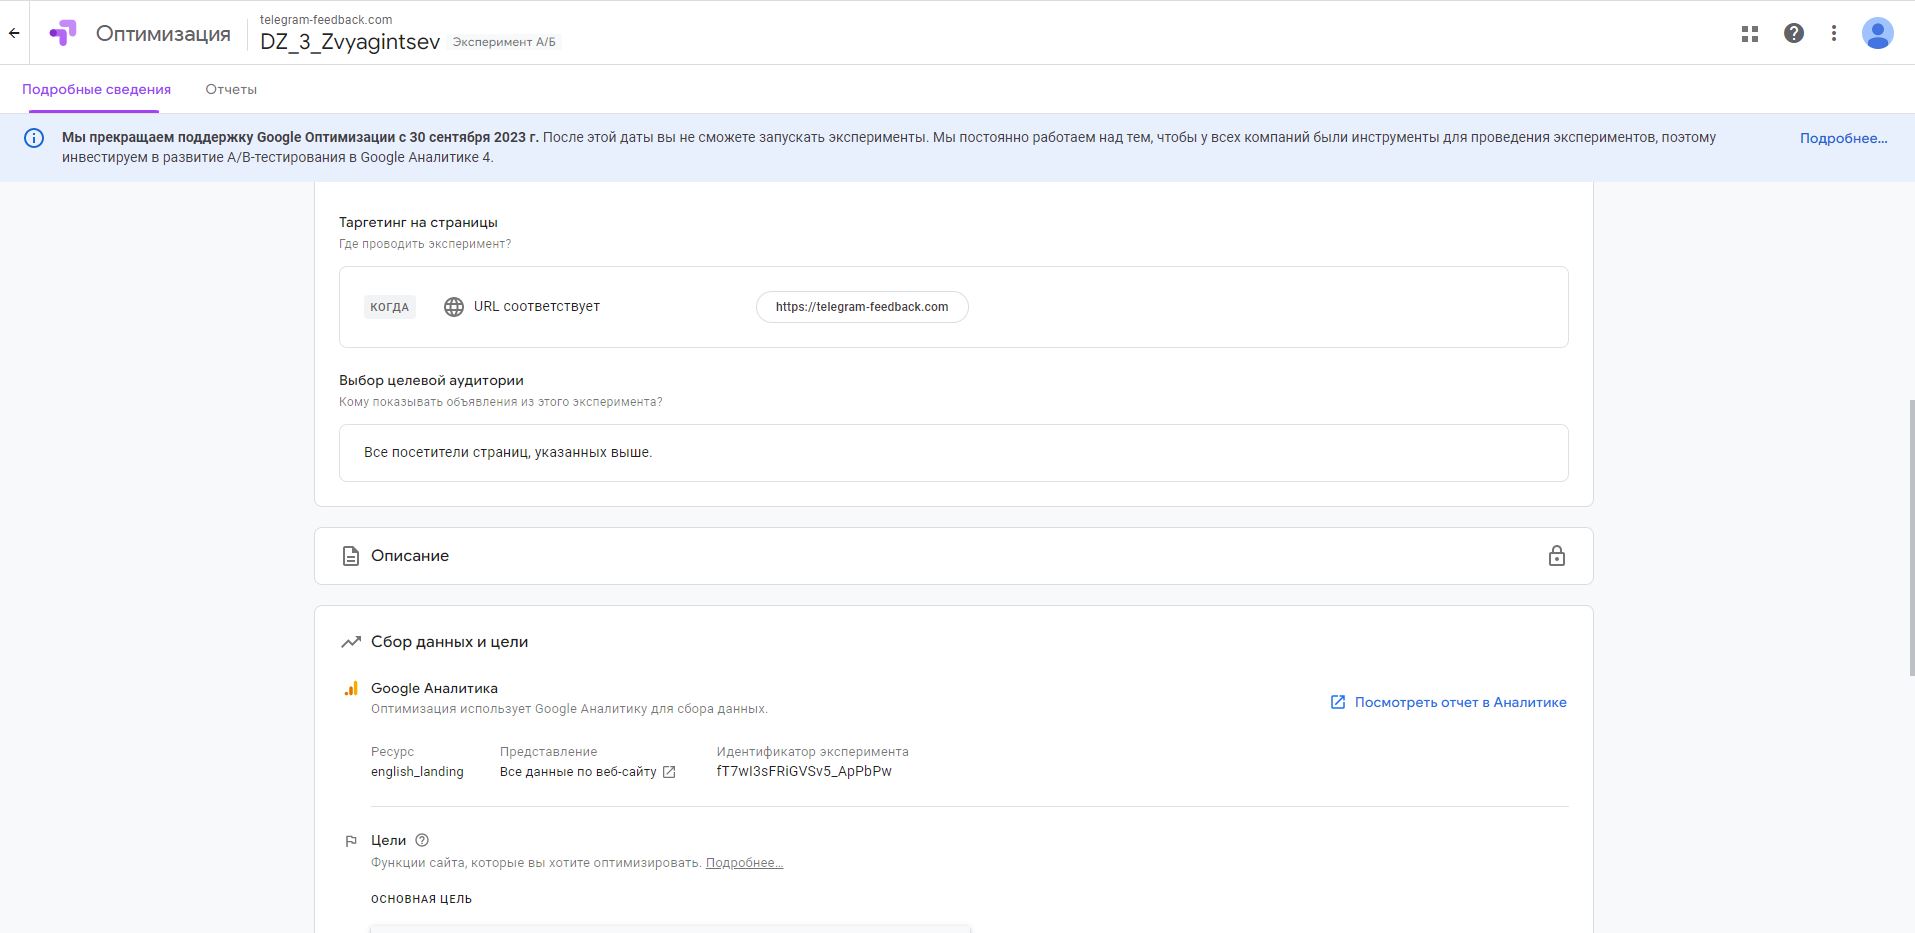 telegram-feedback.com
Оптимизация
DZ_3_Zvyagintsev
Эксперимент А/Б
Подробные сведения
Отчеты
Мы прекращаем поддержку Google Оптимизации с 30 сентября 2023 г. После этой даты вы не сможете запускать эксперименты. Мы постоянно работаем над тем, чтобы у всех компаний были инструменты для проведения экспериментов, поэтому
инвестируем в развитие А/В-тестирования в Google Аналитике 4.
Подробнее...
Таргетинг на страницы
Где проводить эксперимент?
КОГДА
URL соответствует
https://telegram-feedback.com
Выбор целевой аудитории
Кому показывать объявления из этого эксперимента?
Все посетители страниц, указанных выше.
Описание
Сбор данных и цели
Google Аналитика
Оптимизация использует Google Аналитику для сбора данных.
Посмотреть отчет в Аналитике
Ресурс
Представление
Идентификатор эксперимента
english_landing
Все данные по веб-сайту
fT7wI3sFRiGVSv5_ApPbPw
Цели
Функции сайта, которые вы хотите оптимизировать. Подробнее...
ОСНОВНАЯ ЦЕЛЬ